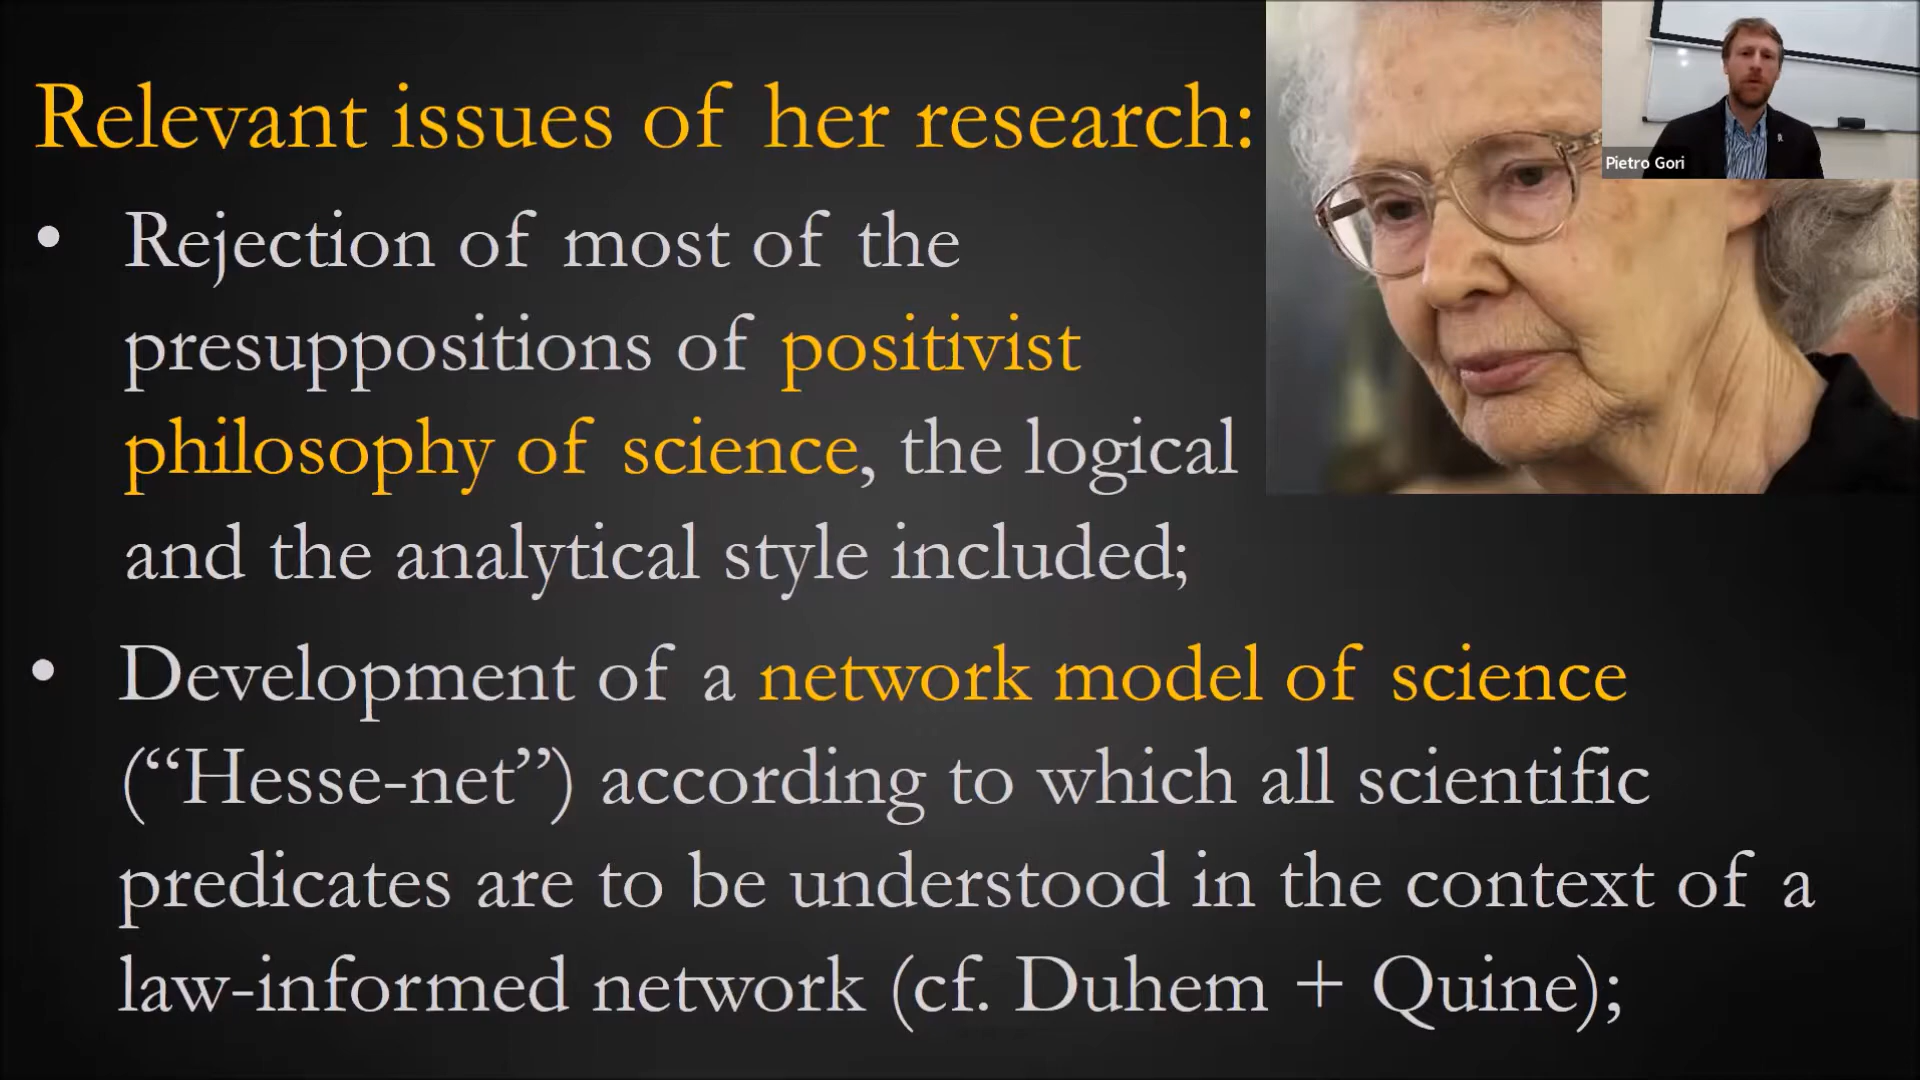 Relevant issues of her research:
• Rejection of most of the
presuppositions of positivist
philosophy of science, the logical
and the analytical style included;
• Development of a network model of science
(“Hesse-net”) according to which all scientific
predicates are to be understood in the context of a
law-informed network (cf. Duhem + Quine);
Pietro Gori